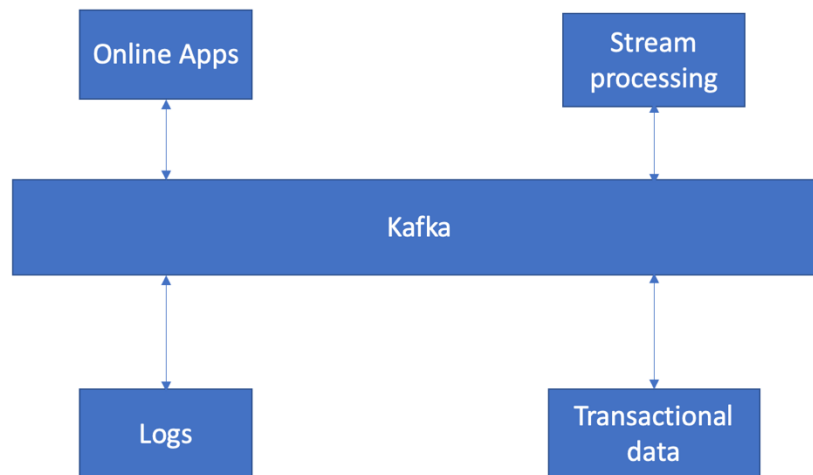 Online Apps
Stream
processing
Kafka
Logs
Transactional
data